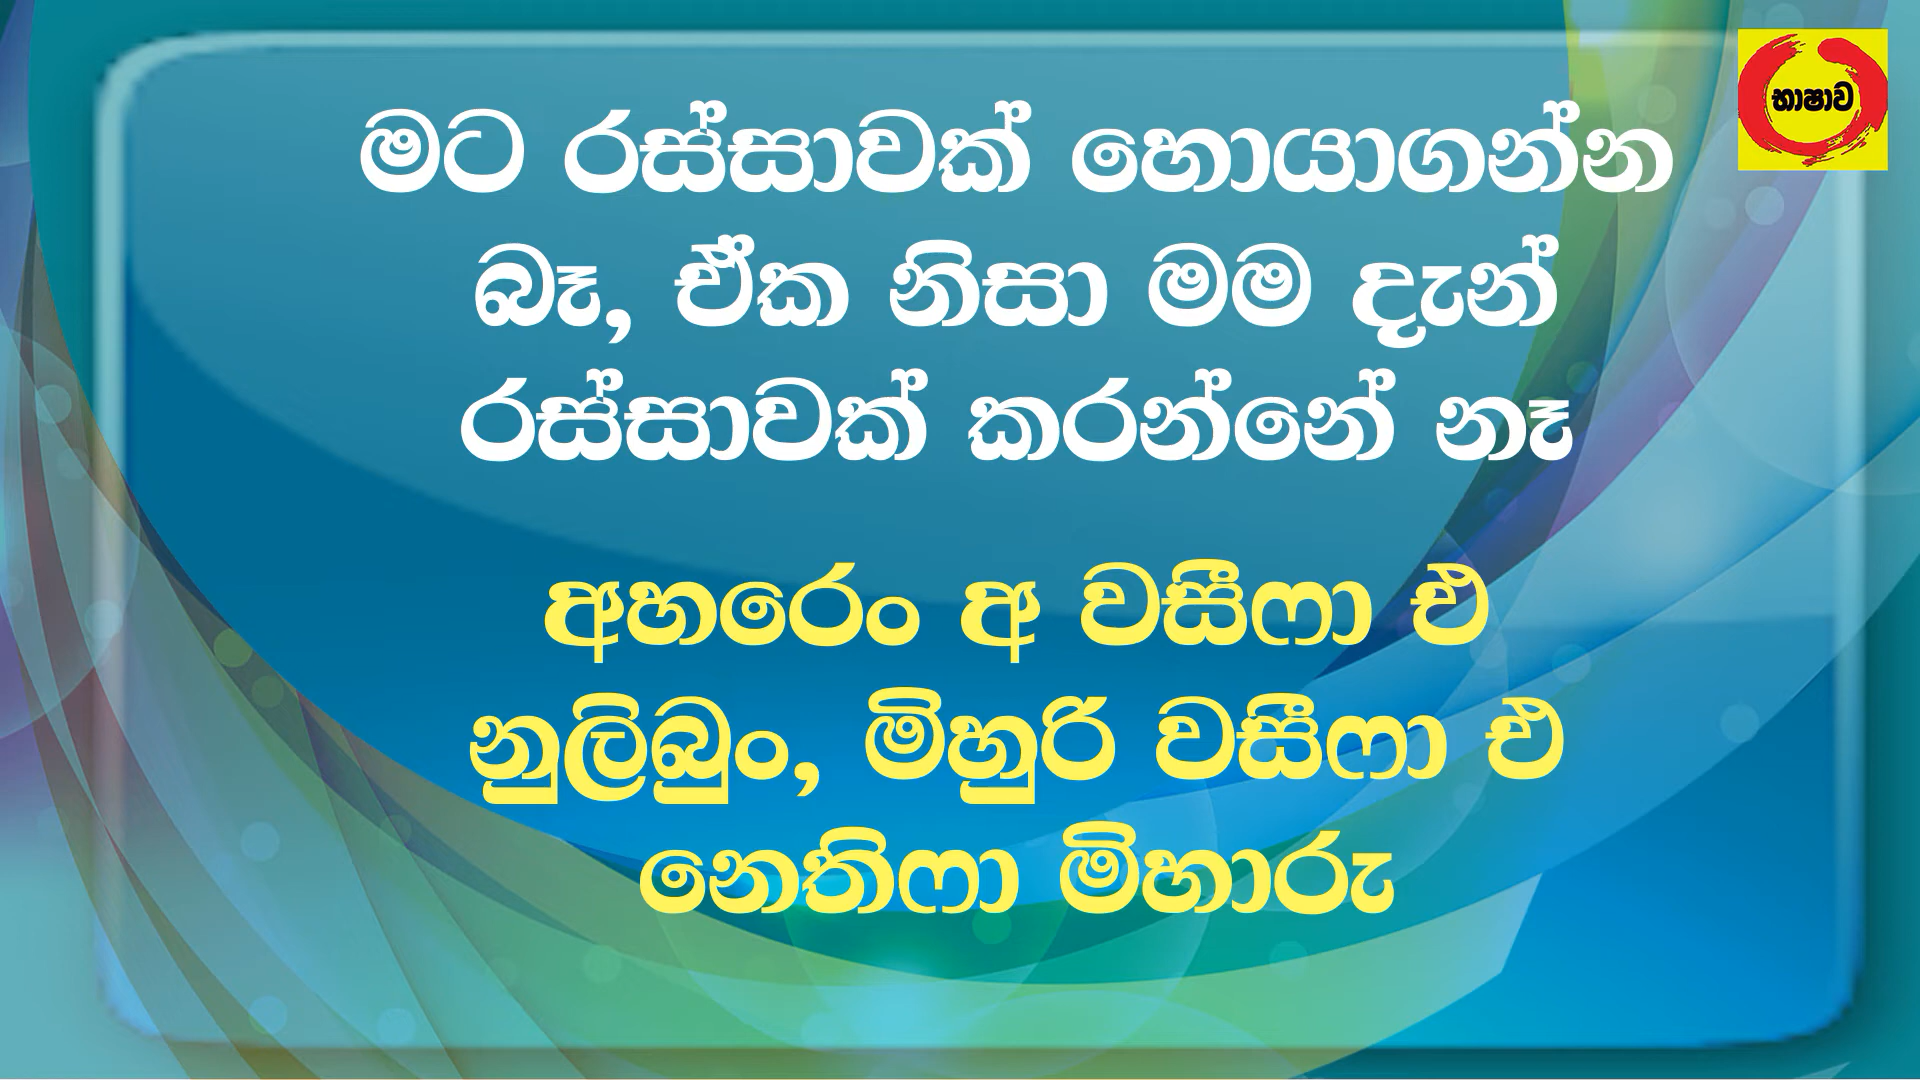 භාෂාව
මට රස්සාවක් හොයාගන්න
බෑ, ඒක නිසා මම දැන්
රස්සාවක් කරන්නේ නෑ
අහරෙං අ වසීෆා එ
නුලිබුං, මිහුරි වසීෆා එ
නෙතිෆා මිහාරු